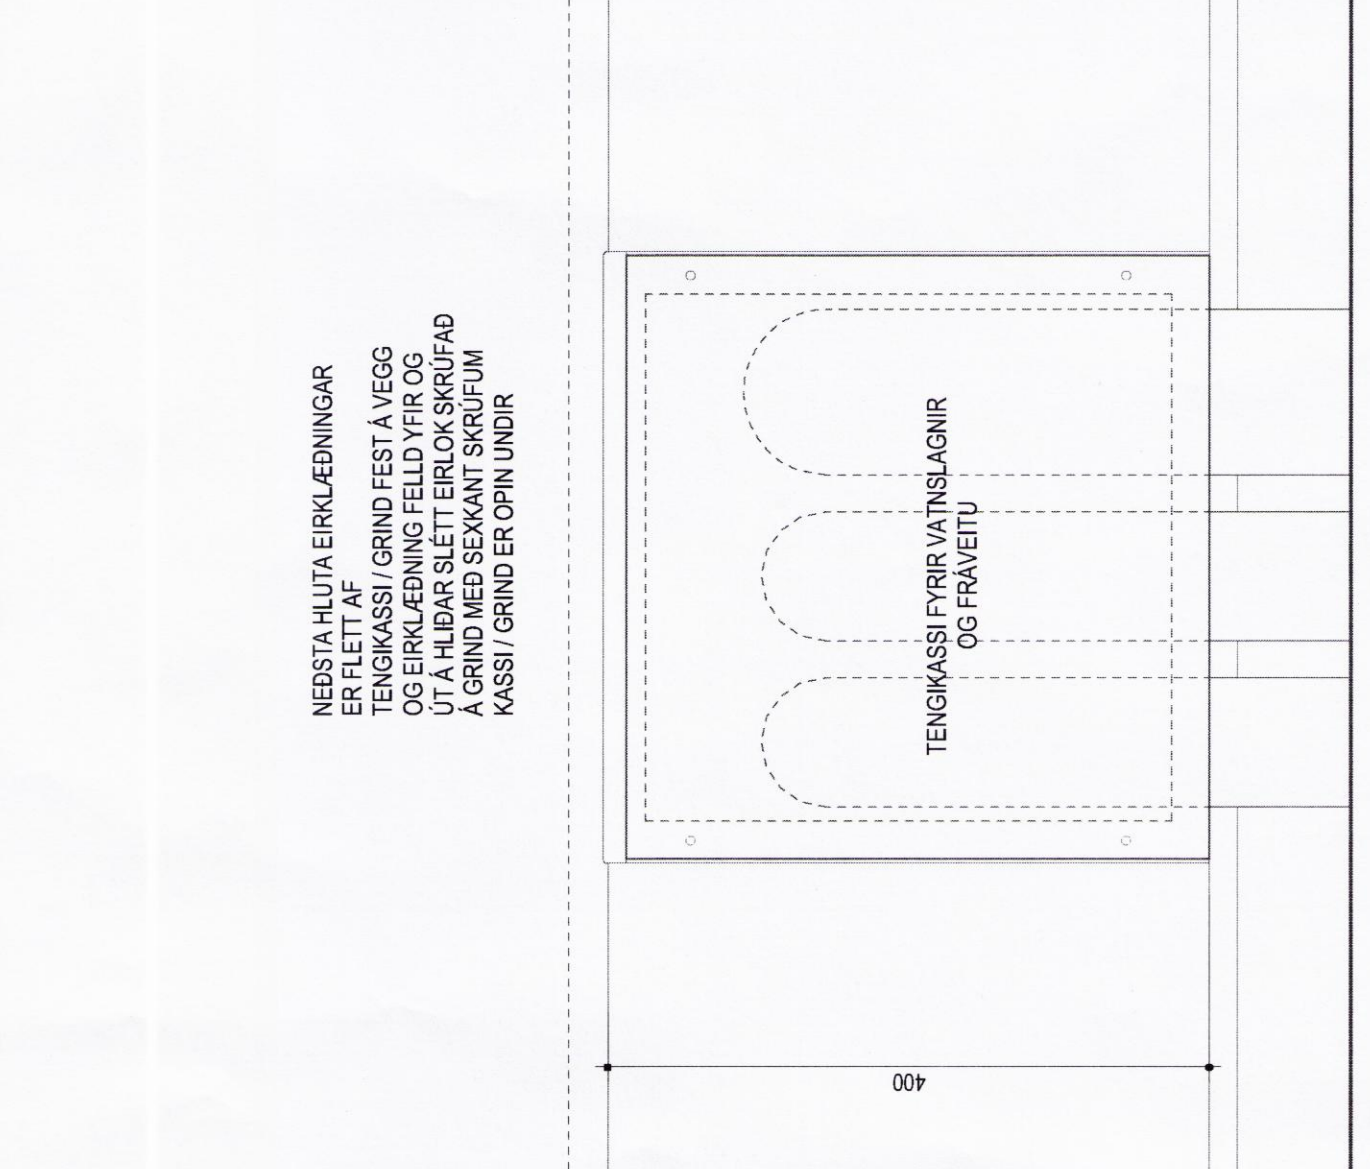 NEÐSTA HLUTA EIRKLÆÐNINGAR
ER FLETT AF
TENGIKASSI / GRIND FEST Á VEGG
OG EIRKLÆÐNING FELLD YFIR OG
ÚT Á HLIÐAR SLÉTT EIRLOK SKRÚFAÐ
Á GRIND MEÐ SEXKANT SKRÚFUM
KASSI / GRIND ER OPIN UNDIR
TENGIKASSI FYRIR VATNSLAGNIR
OG FRÁVEITU
400